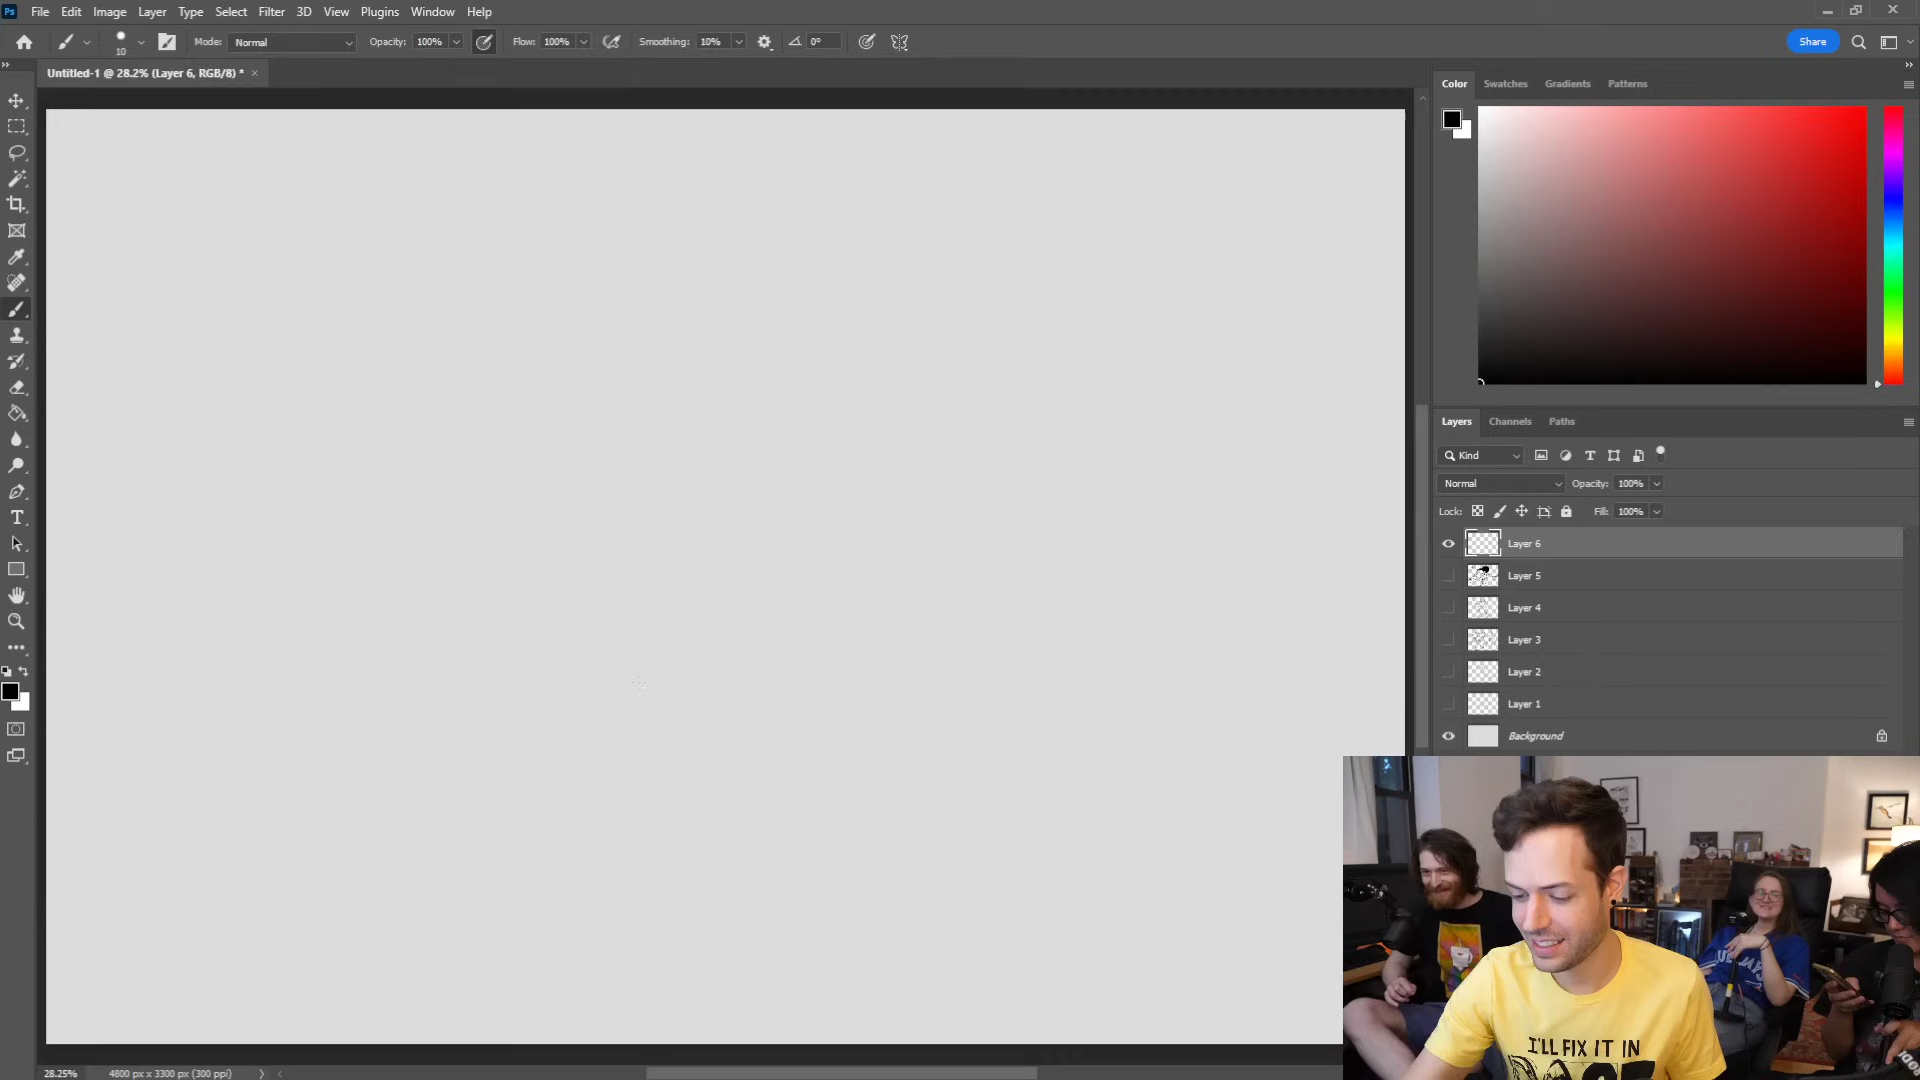 Ps File Edit Image Layer Type Select Filter 3D View Plugins Window Help
10 Mode: Normal Opacity: 100% Flow: 100% Smoothing: 10% 0° Share
Untitled-1 @ 28.2% (Layer 6, RGB/8) *
Color Swatches Gradients Patterns
Layers Channels Paths
Kind
Normal Opacity: 100%
Lock: Fill: 100%
Layer 6
Layer 5
Layer 4
Layer 3
Layer 2
Layer 1
Background
I'LL FIX IT IN
28.25% 4800 px x 3300 px (300 ppi)